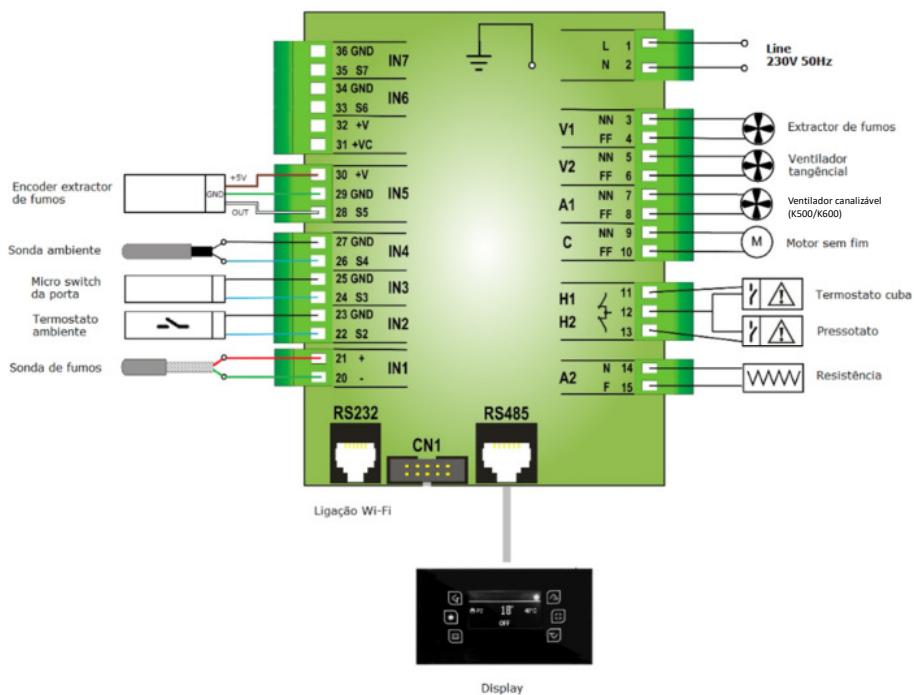 36 GND
35 S7
IN7
34 GND
33 S6
IN6
32 +V
31 +VC
30 +V
29 GND
28 S5
IN5
27 GND
26 S4
IN4
25 GND
24 S3
IN3
23 GND
22 S2
IN2
21 +
20 -
IN1
Encoder extractor
de fumos
+5V
GND
OUT
Sonda ambiente
Micro switch
da porta
Termostato
ambiente
Sonda de fumos
L 1
N 2
Line
230V 50Hz
V1
NN 3
FF 4
Extractor de fumos
V2
NN 5
FF 6
Ventilador
tangêncial
A1
NN 7
FF 8
Ventilador canalizável
(K500/K600)
C
NN 9
FF 10
M
Motor sem fim
H1
H2
11
12
13
Termostato cuba
Pressotato
A2
N 14
F 15
Resistência
RS232
CN1
RS485
Ligação Wi-Fi
P2
18°
OFF
Display